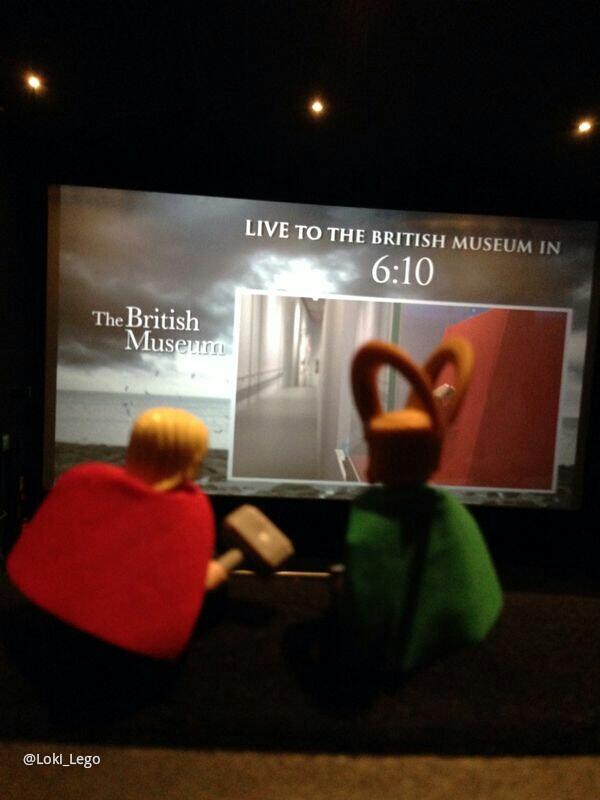 LIVE TO THE BRITISH MUSEUM IN
6:10
The British
Museum
@Loki_Lego